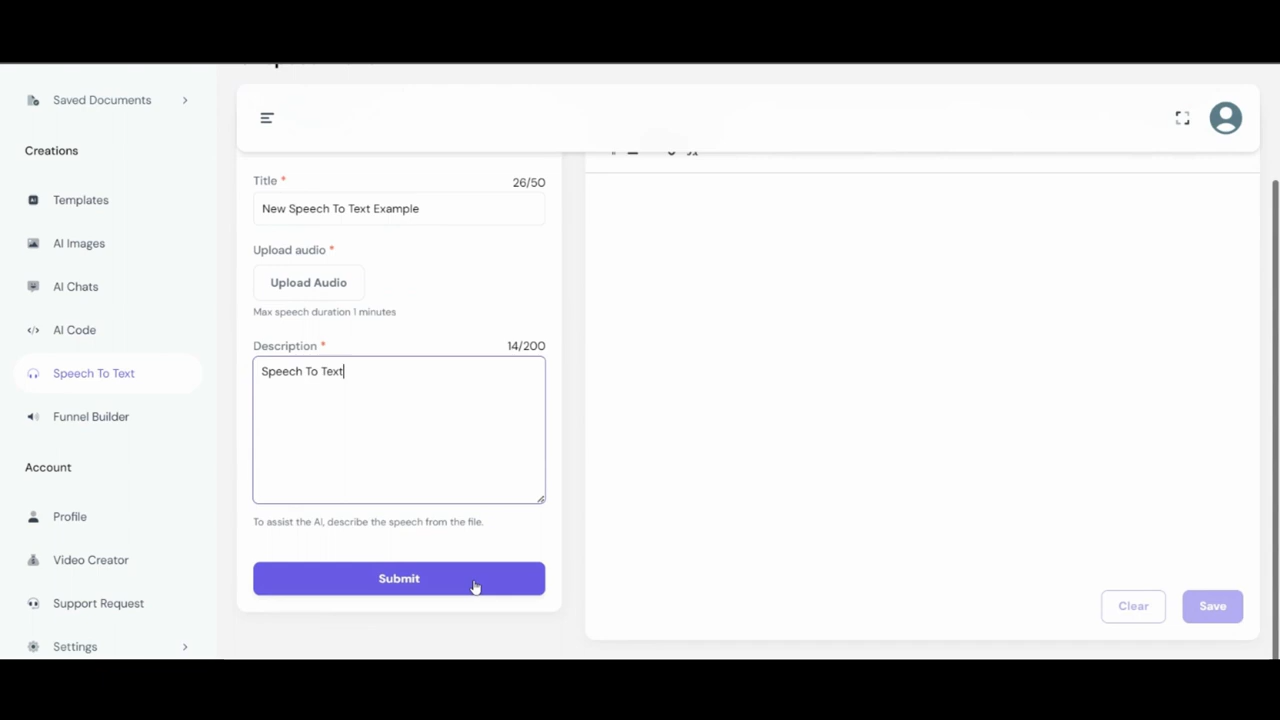 Saved Documents
Creations
Templates
AI Images
AI Chats
AI Code
Speech To Text
Funnel Builder
Account
Profile
Video Creator
Support Request
Settings
Title * 26/50
New Speech To Text Example
Upload audio *
Upload Audio
Max speech duration 1 minutes
Description * 14/200
Speech To Text
To assist the AI, describe the speech from the file.
Submit
Clear
Save